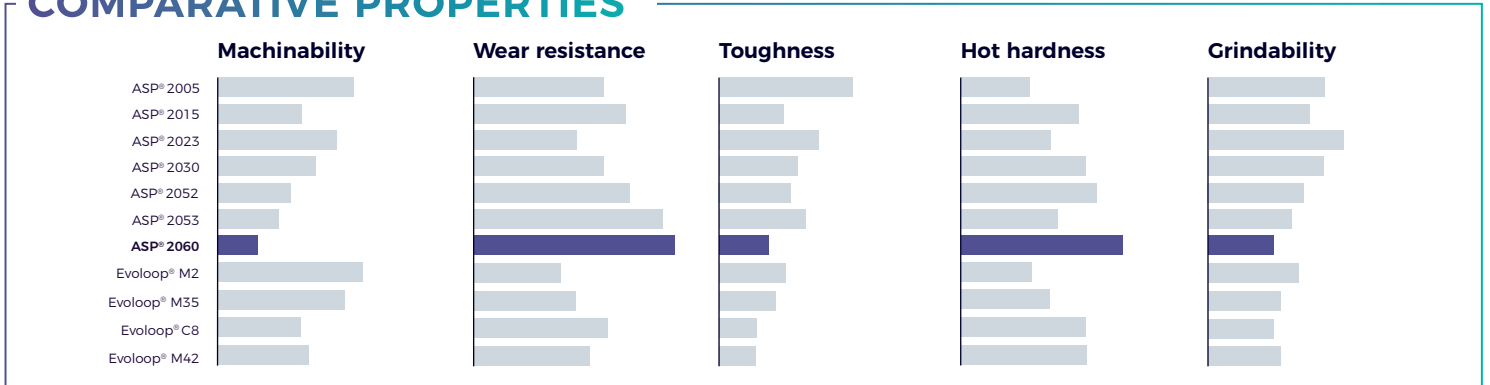 COMPARATIVE PROPERTIES
Machinability Wear resistance Toughness Hot hardness Grindability
ASP® 2005
ASP® 2015
ASP® 2023
ASP® 2030
ASP® 2052
ASP® 2053
ASP® 2060
Evoloop® M2
Evoloop® M35
Evoloop® C8
Evoloop® M42